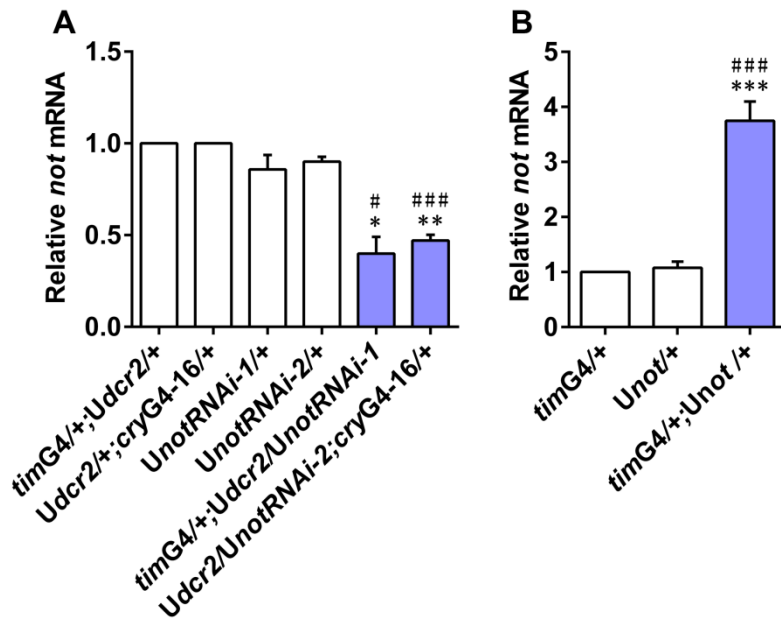 A
Relative not mRNA
1.5
1.0
0.5
0.0
#
*
###
**
timG4/+;Udcr2/+
Udcr2/+;cryG4-16/+
UnotRNAi-1/+
UnotRNAi-2/+
timG4/+;Udcr2/UnotRNAi-1
Udcr2/UnotRNAi-2;cryG4-16/+
B
Relative not mRNA
5
4
3
2
1
0
###
***
timG4/+
Unot/+
timG4/+;Unot /+